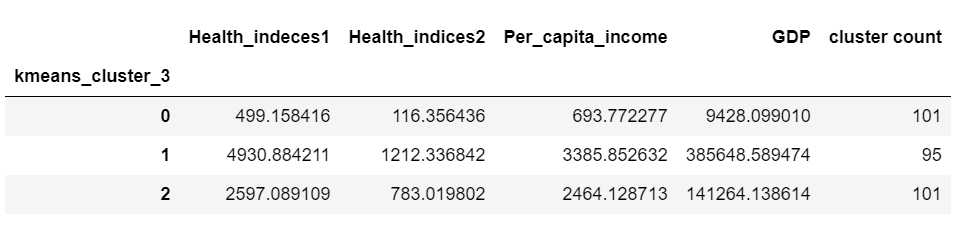 Health_indeces1 Health_indices2 Per_capita_income GDP cluster count
kmeans_cluster_3
0 499.158416 116.356436 693.772277 9428.099010 101
1 4930.884211 1212.336842 3385.852632 385648.589474 95
2 2597.089109 783.019802 2464.128713 141264.138614 101